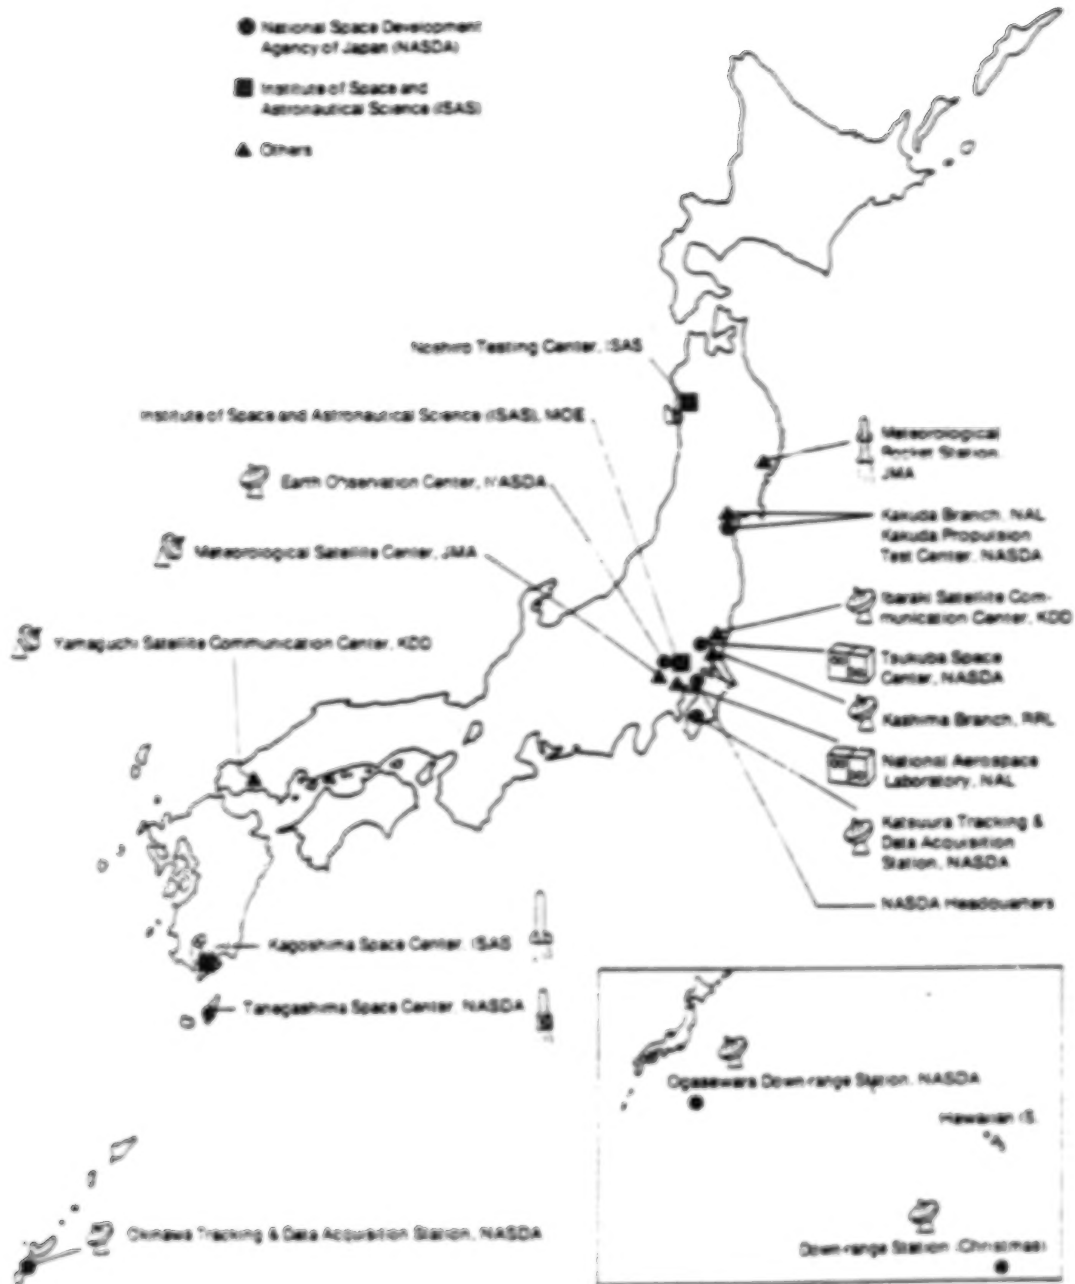 National Space Development
Agency of Japan (NASDA)
Institute of Space and
Astronautical Science (ISAS)
Others
Noshiro Testing Center, ISAS
Institute of Space and Astronautical Science (ISAS), MOE
Earth Observation Center, NASDA
Meteorological Satellite Center, JMA
Yamaguchi Satellite Communication Center, KDD
Meteorological
Rocket Station,
JMA
Kakuda Branch, NAL
Kakuda Propulsion
Test Center, NASDA
Ibaraki Satellite Com-
munication Center, KDD
Tsukuba Space
Center, NASDA
Kashima Branch, RRL
National Aerospace
Laboratory, NAL
Katsuura Tracking &
Data Acquisition
Station, NASDA
NASDA Headquarters
Kagoshima Space Center, ISAS
Tanegashima Space Center, NASDA
Ogasawara Down-range Station, NASDA
Hawaiian IS.
Down-range Station (Christmas)
Okinawa Tracking & Data Acquisition Station, NASDA